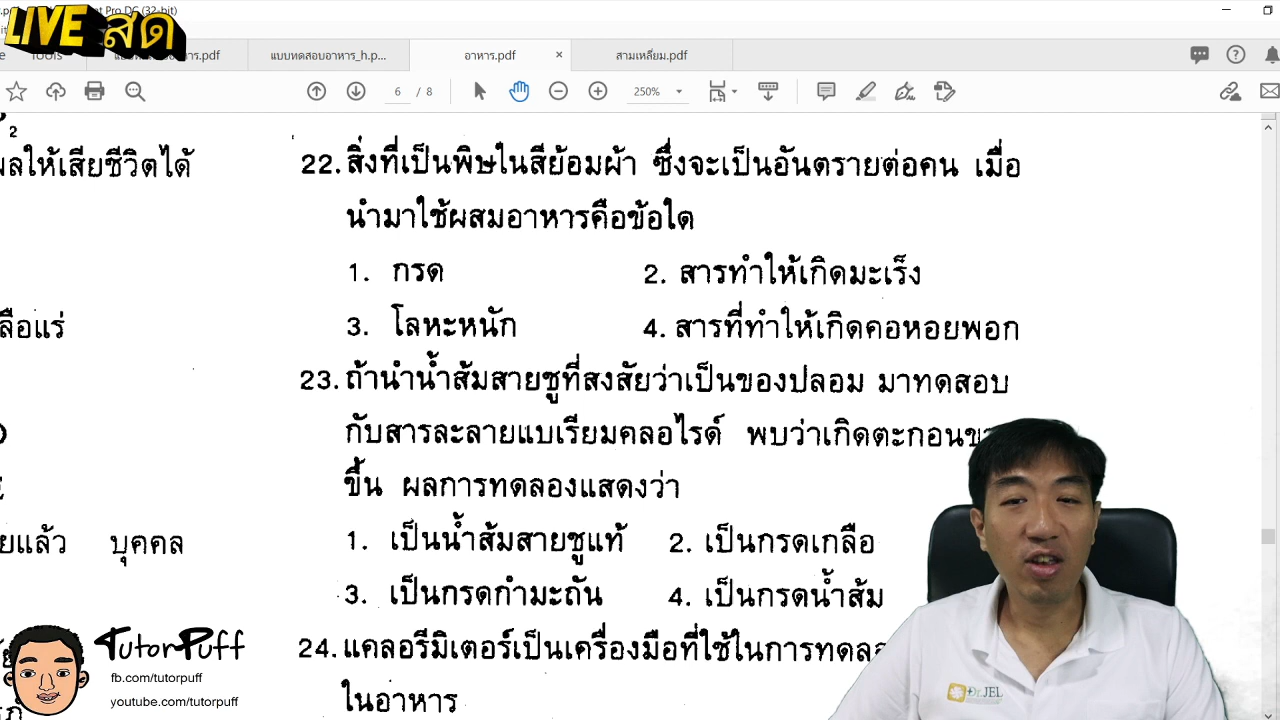 LIVE สด
Pro DC (32-bit)
Tools
แบบทดสอบอาหาร_h.p...
อาหาร.pdf
×
สามเหลี่ยม.pdf
6 / 8
250%
2
ผลให้เสียชีวิตได้
22. สิ่งที่เป็นพิษในสีย้อมผ้า ซึ่งจะเป็นอันตรายต่อคน เมื่อ
นำมาใช้ผสมอาหารคือข้อใด
1. กรด
2. สารทำให้เกิดมะเร็ง
3. โลหะหนัก
4. สารที่ทำให้เกิดคอหอยพอก
23. ถ้านำน้ำส้มสายชูที่สงสัยว่าเป็นของปลอม มาทดสอบ
กับสารละลายแบเรียมคลอไรด์ พบว่าเกิดตะกอน
ขึ้น ผลการทดลองแสดงว่า
1. เป็นน้ำส้มสายชูแท้
2. เป็นกรดเกลือ
ยแล้ว บุคคล
3. เป็นกรดกำมะถัน
4. เป็นกรดน้ำส้ม
24. แคลอรีมิเตอร์เป็นเครื่องมือที่ใช้ในการทดล
ในอาหาร
TutorPuff
fb.com/tutorpuff
youtube.com/tutorpuff
Dr.JEL